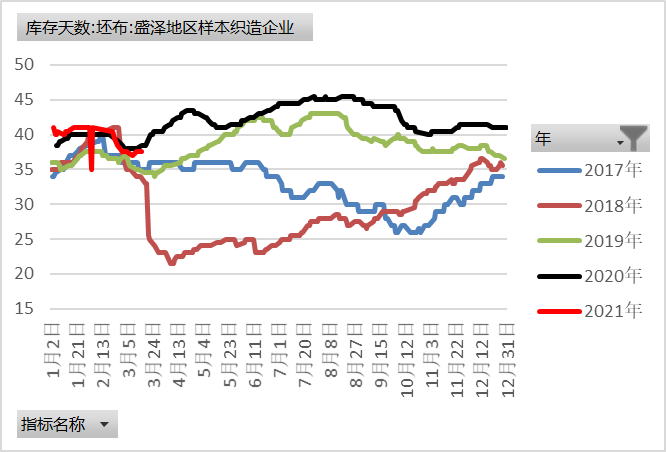 库存天数:坯布:盛泽地区样本织造企业
50
45
40
35
30
25
20
15
1月2日
1月21日
2月13日
3月5日
3月24日
4月13日
5月4日
5月23日
6月11日
7月1日
7月20日
8月8日
8月27日
9月15日
10月12日
11月3日
11月22日
12月12日
12月31日
年
2017年
2018年
2019年
2020年
2021年
指标名称